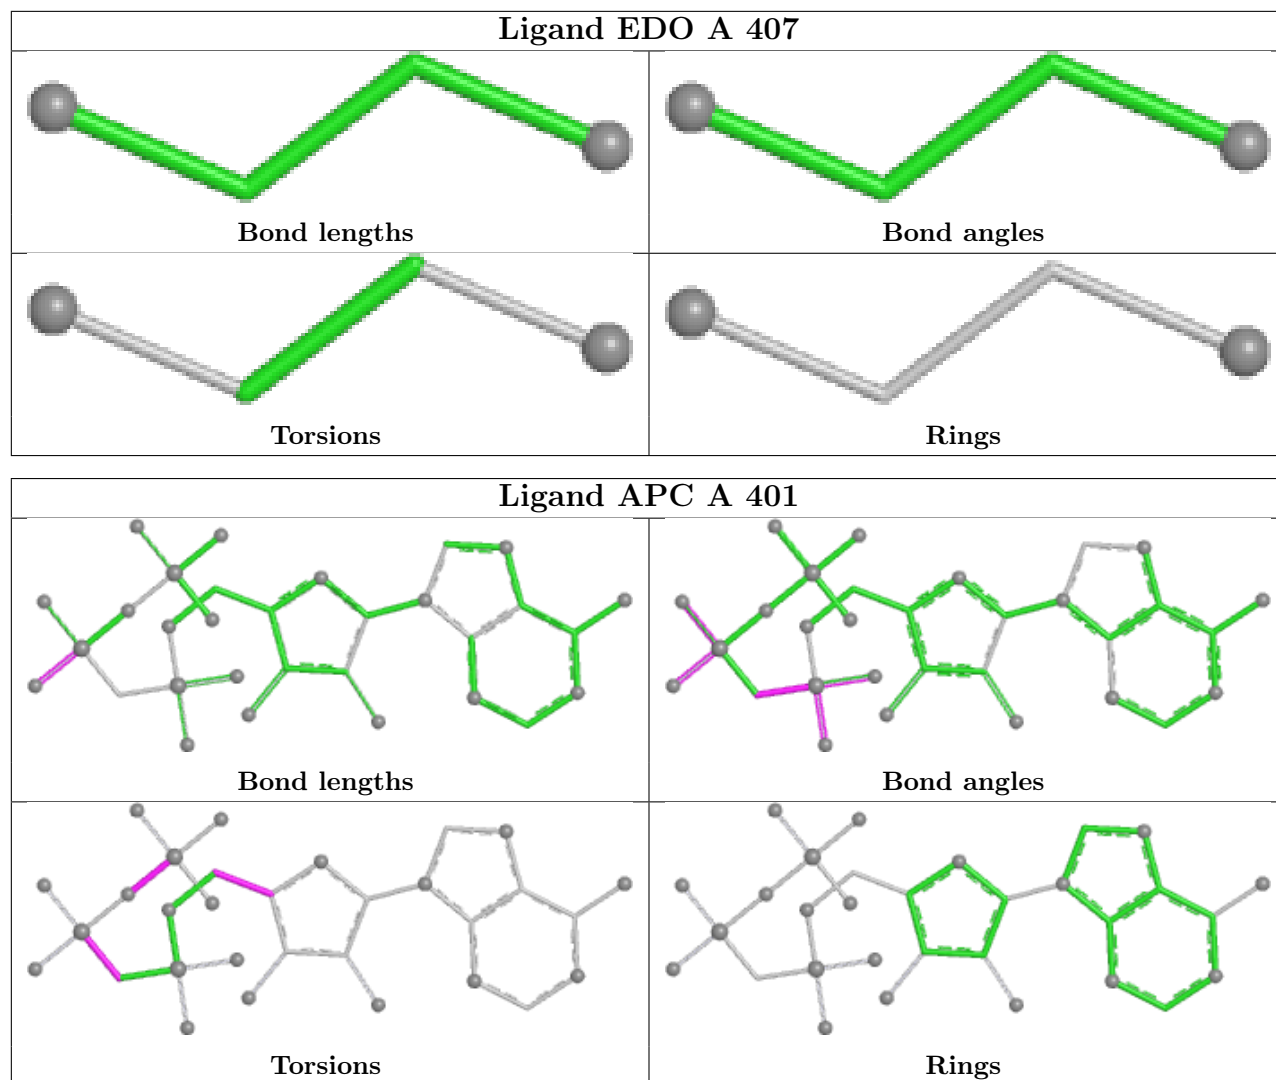 Ligand EDO A 407
Bond lengths
Bond angles
Torsions
Rings
Ligand APC A 401
Bond lengths
Bond angles
Torsions
Rings